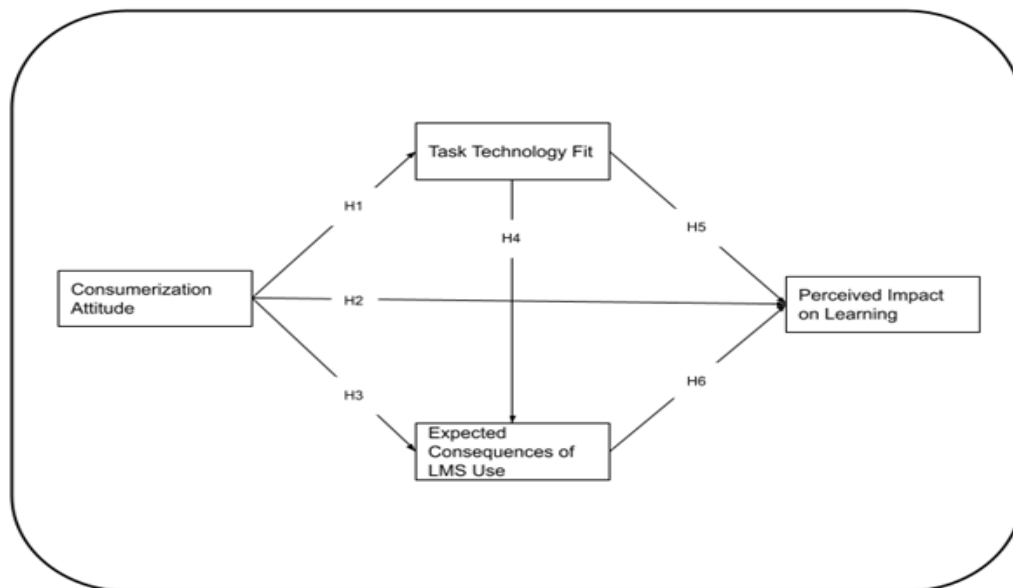 Task Technology Fit
H1
H5
H4
Consumerization
Attitude
H2
Perceived Impact
on Learning
H3
H6
Expected
Consequences of
LMS Use